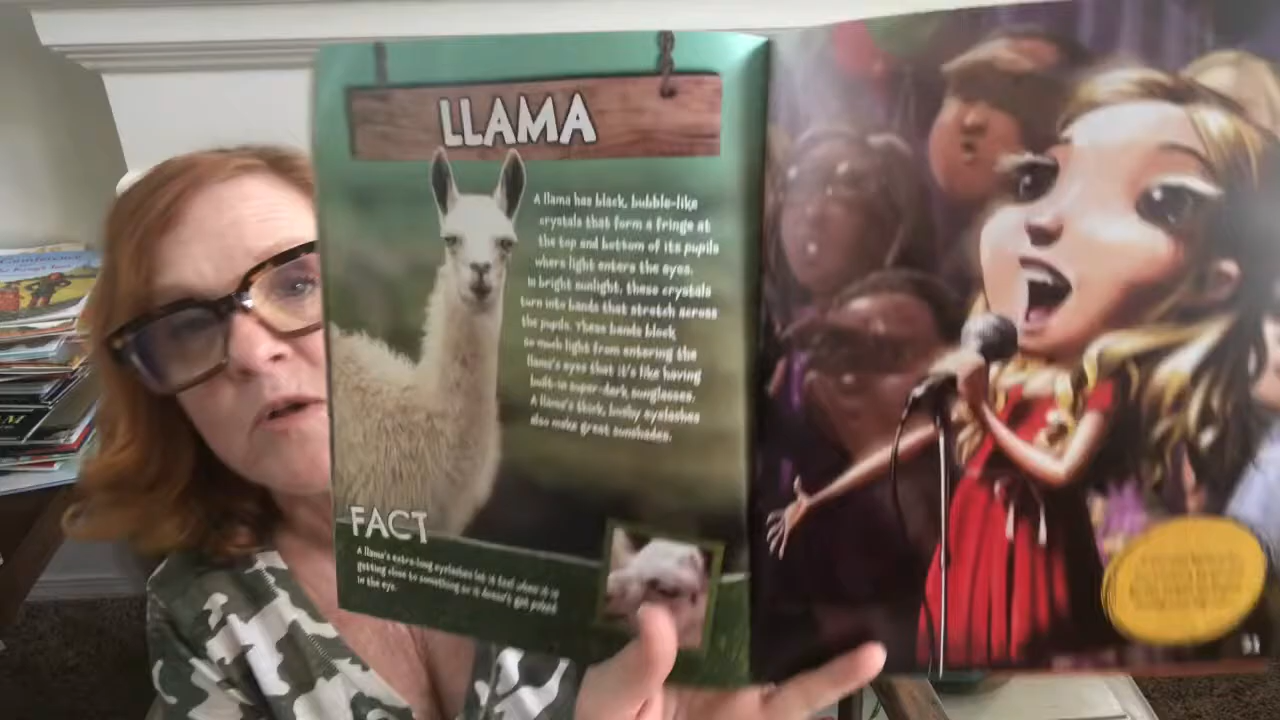 LLAMA
A llama has black, bubble-like
crystals that form a fringe at
the top and bottom of its pupils
where light enters the eyes.
In bright sunlight, these crystals
turn into bands that stretch across
the pupils. These bands block
so much light from entering the
llama's eyes that it's like having
built-in super-dark sunglasses.
A llama's thick, bushy eyelashes
also make great sunshades.
FACT
A llama's extra-long eyelashes let it feel when it is
getting close to something so it doesn't get poked
in the eye.
Conference
31